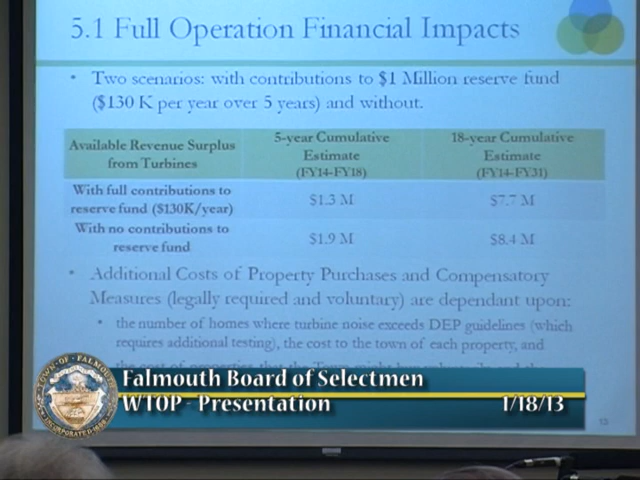 5.1 Full Operation Financial Impacts
• Two scenarios: with contributions to $1 Million reserve fund
($130 K per year over 5 years) and without.
Available Revenue Surplus
from Turbines
5-year Cumulative
Estimate
(FY14-FY18)
18-year Cumulative
Estimate
(FY14-FY31)
With full contributions to
reserve fund ($130K/year)
$1.3 M
$7.7 M
With no contributions to
reserve fund
$1.9 M
$8.4 M
• Additional Costs of Property Purchases and Compensatory
Measures (legally required and voluntary) are dependant upon:
• the number of homes where turbine noise exceeds DEP guidelines (which
requires additional testing), the cost to the town of each property, and
TOWN OF FALMOUTH
INCORPORATED
Falmouth Board of Selectmen
WTOP - Presentation
1/18/13
13